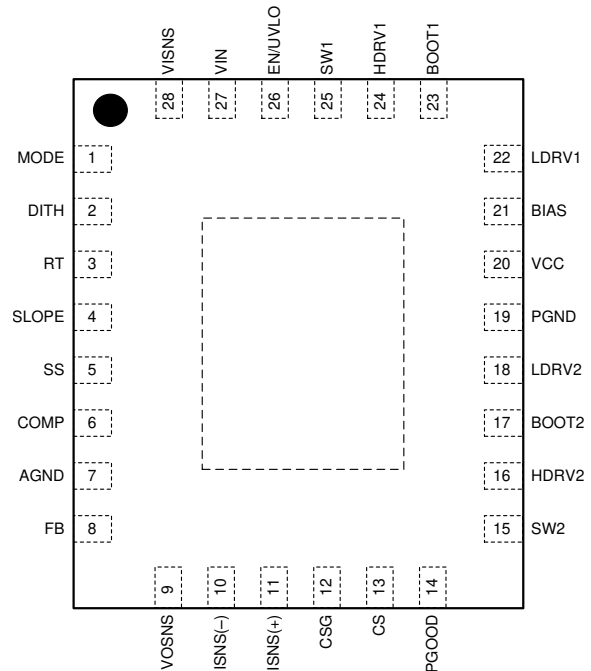 VISNS
VIN
EN/UVLO
SW1
HDRV1
BOOT1
28
27
26
25
24
23
MODE 1
22 LDRV1
DITH 2
21 BIAS
RT 3
20 VCC
SLOPE 4
19 PGND
SS 5
18 LDRV2
COMP 6
17 BOOT2
AGND 7
16 HDRV2
FB 8
15 SW2
9
10
11
12
13
14
VOSNS
ISNS(–)
ISNS(+)
CSG
CS
PGOOD